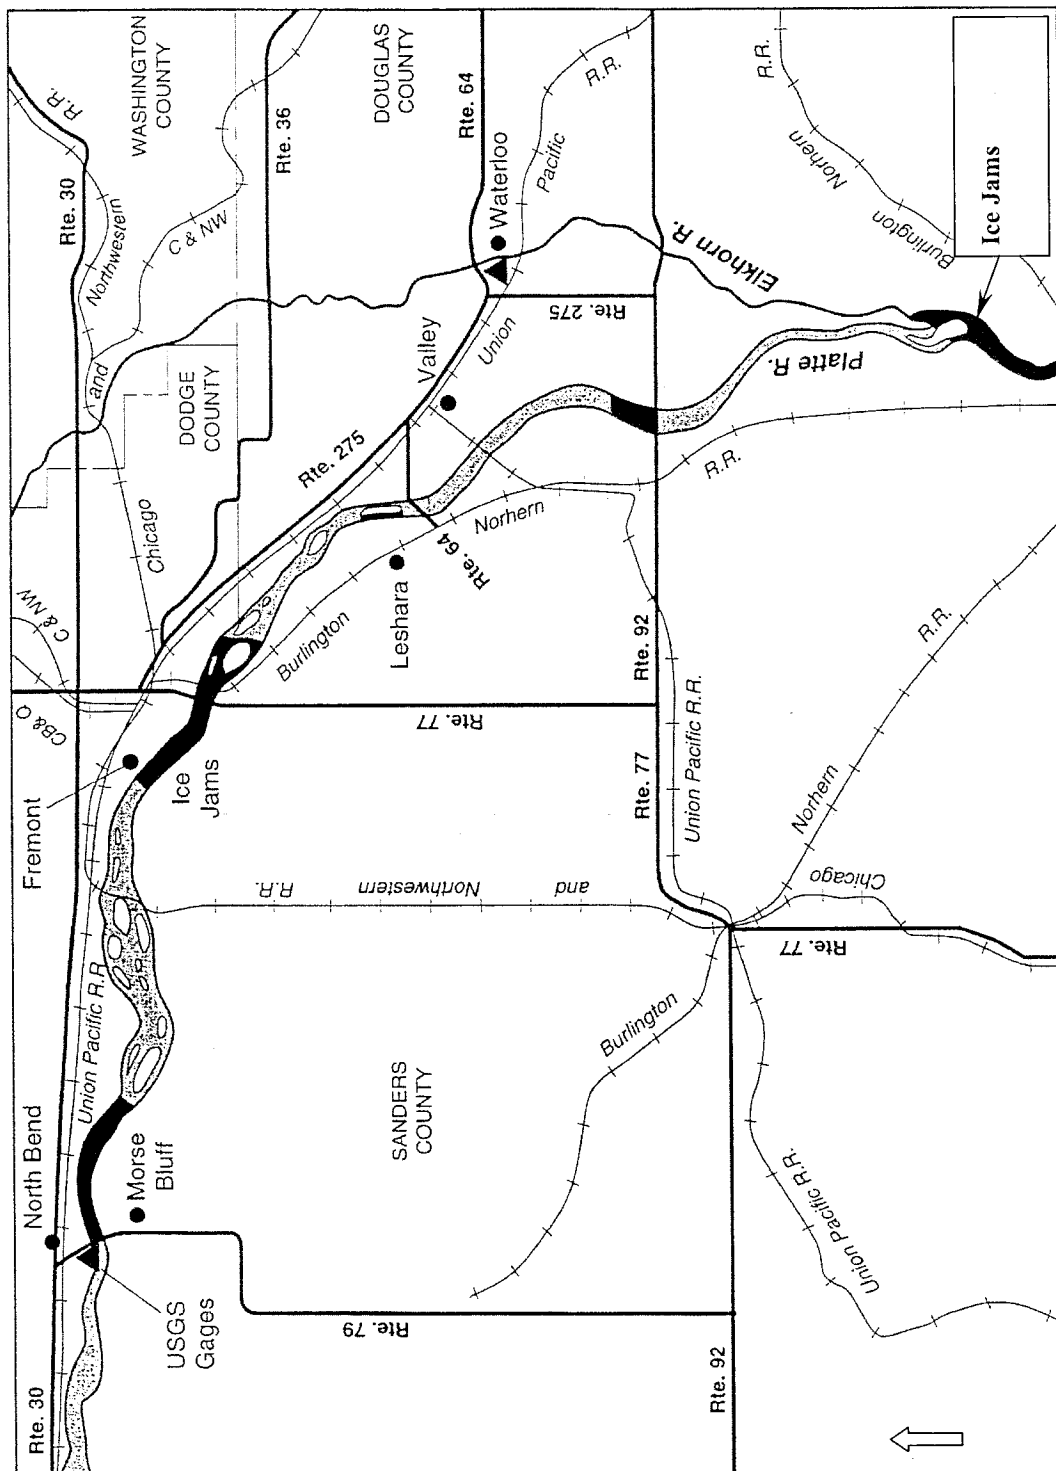 Rte. 30
North Bend
USGS
Gages
Morse
Bluff
Union Pacific R.R.
Fremont
CB& Q
C & NW
Chicago
and
Northwestern
R.R.
Rte. 30
WASHINGTON
COUNTY
C & NW
DODGE
COUNTY
Rte. 36
DOUGLAS
COUNTY
Rte. 275
Ice
Jams
Burlington
Norhern
R.R.
Leshara
Rte. 64
Valley
Waterloo
Rte. 64
Union
Pacific
R.R.
Rte. 275
Elkhorn R.
Platte R.
Rte. 79
SANDERS
COUNTY
Northwestern
and
R.R.
Rte. 77
Rte. 77
Rte. 92
Union Pacific R.R.
Rte. 92
Burlington
Union Pacific R.R.
Rte. 77
Chicago
Norhern
R.R.
Burlington
Norhern
R.R.
Ice Jams